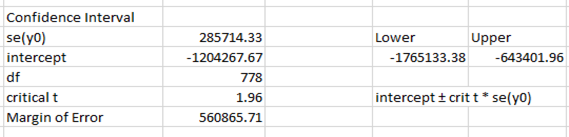 Confidence Interval
se(y0) 285714.33 Lower Upper
intercept -1204267.67 -1765133.38 -643401.96
df 778
critical t 1.96 intercept ± crit t * se(y0)
Margin of Error 560865.71